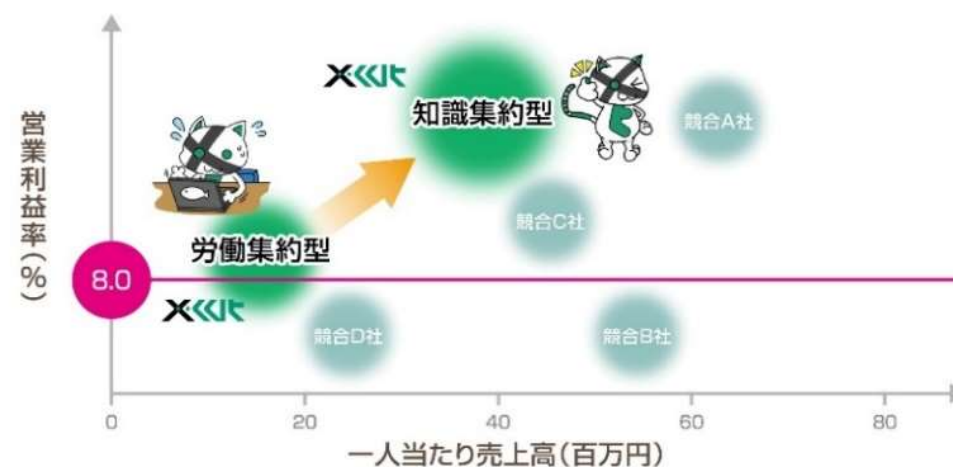 営業利益率(%)
知識集約型
競合A社
競合C社
労働集約型
8.0
競合D社
競合B社
0
20
40
60
80
一人当たり売上高(百万円)